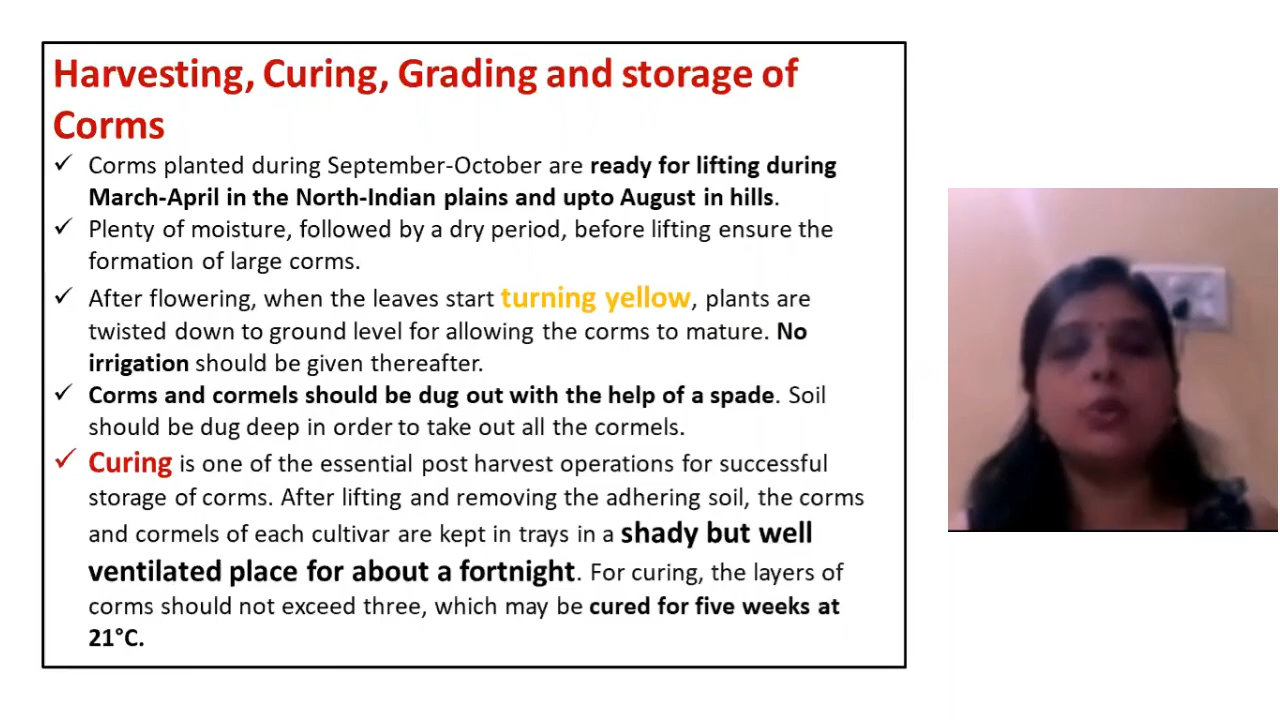 Harvesting, Curing, Grading and storage of
Corms
✓ Corms planted during September-October are ready for lifting during
March-April in the North-Indian plains and upto August in hills.
✓ Plenty of moisture, followed by a dry period, before lifting ensure the
formation of large corms.
✓ After flowering, when the leaves start turning yellow, plants are
twisted down to ground level for allowing the corms to mature. No
irrigation should be given thereafter.
✓ Corms and cormels should be dug out with the help of a spade. Soil
should be dug deep in order to take out all the cormels.
✓ Curing is one of the essential post harvest operations for successful
storage of corms. After lifting and removing the adhering soil, the corms
and cormels of each cultivar are kept in trays in a shady but well
ventilated place for about a fortnight. For curing, the layers of
corms should not exceed three, which may be cured for five weeks at
21°C.